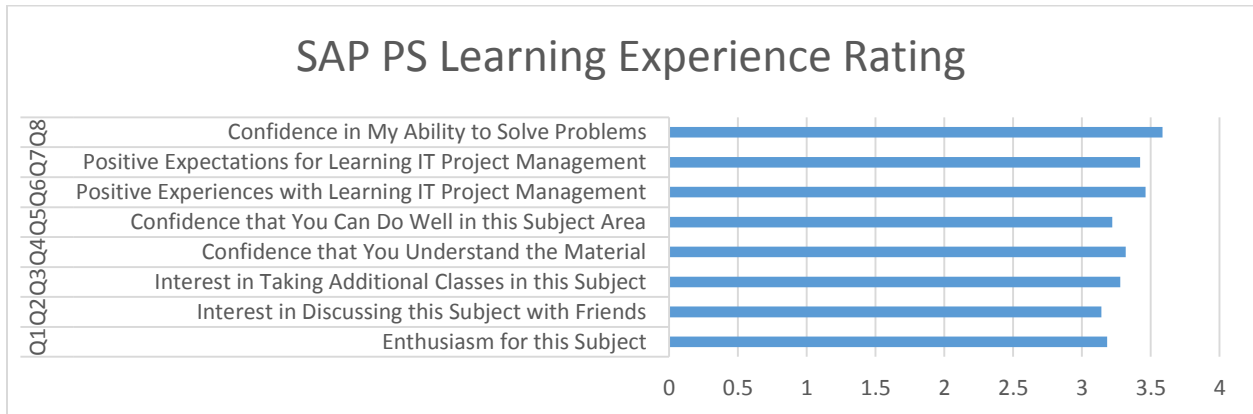 SAP PS Learning Experience Rating
Q8 Confidence in My Ability to Solve Problems
Q7 Positive Expectations for Learning IT Project Management
Q6 Positive Experiences with Learning IT Project Management
Q5 Confidence that You Can Do Well in this Subject Area
Q4 Confidence that You Understand the Material
Q3 Interest in Taking Additional Classes in this Subject
Q2 Interest in Discussing this Subject with Friends
Q1 Enthusiasm for this Subject
0 0.5 1 1.5 2 2.5 3 3.5 4